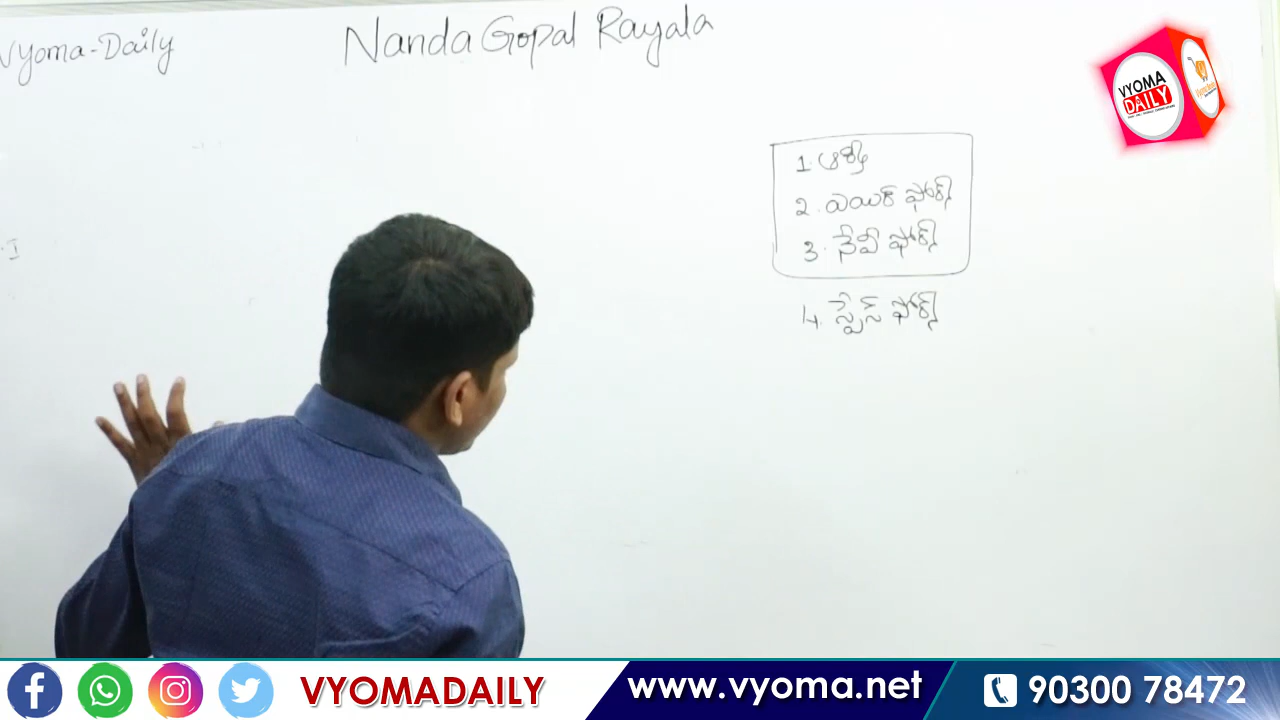 Vyoma-Daily
Nanda Gopal Rayala
VYOMA
DAILY
1. ఆర్మీ
2. ఎయిర్ ఫోర్స్
3. నేవీ ఫోర్స్
4. స్పేస్ ఫోర్స్
VYOMADAILY
www.vyoma.net
90300 78472